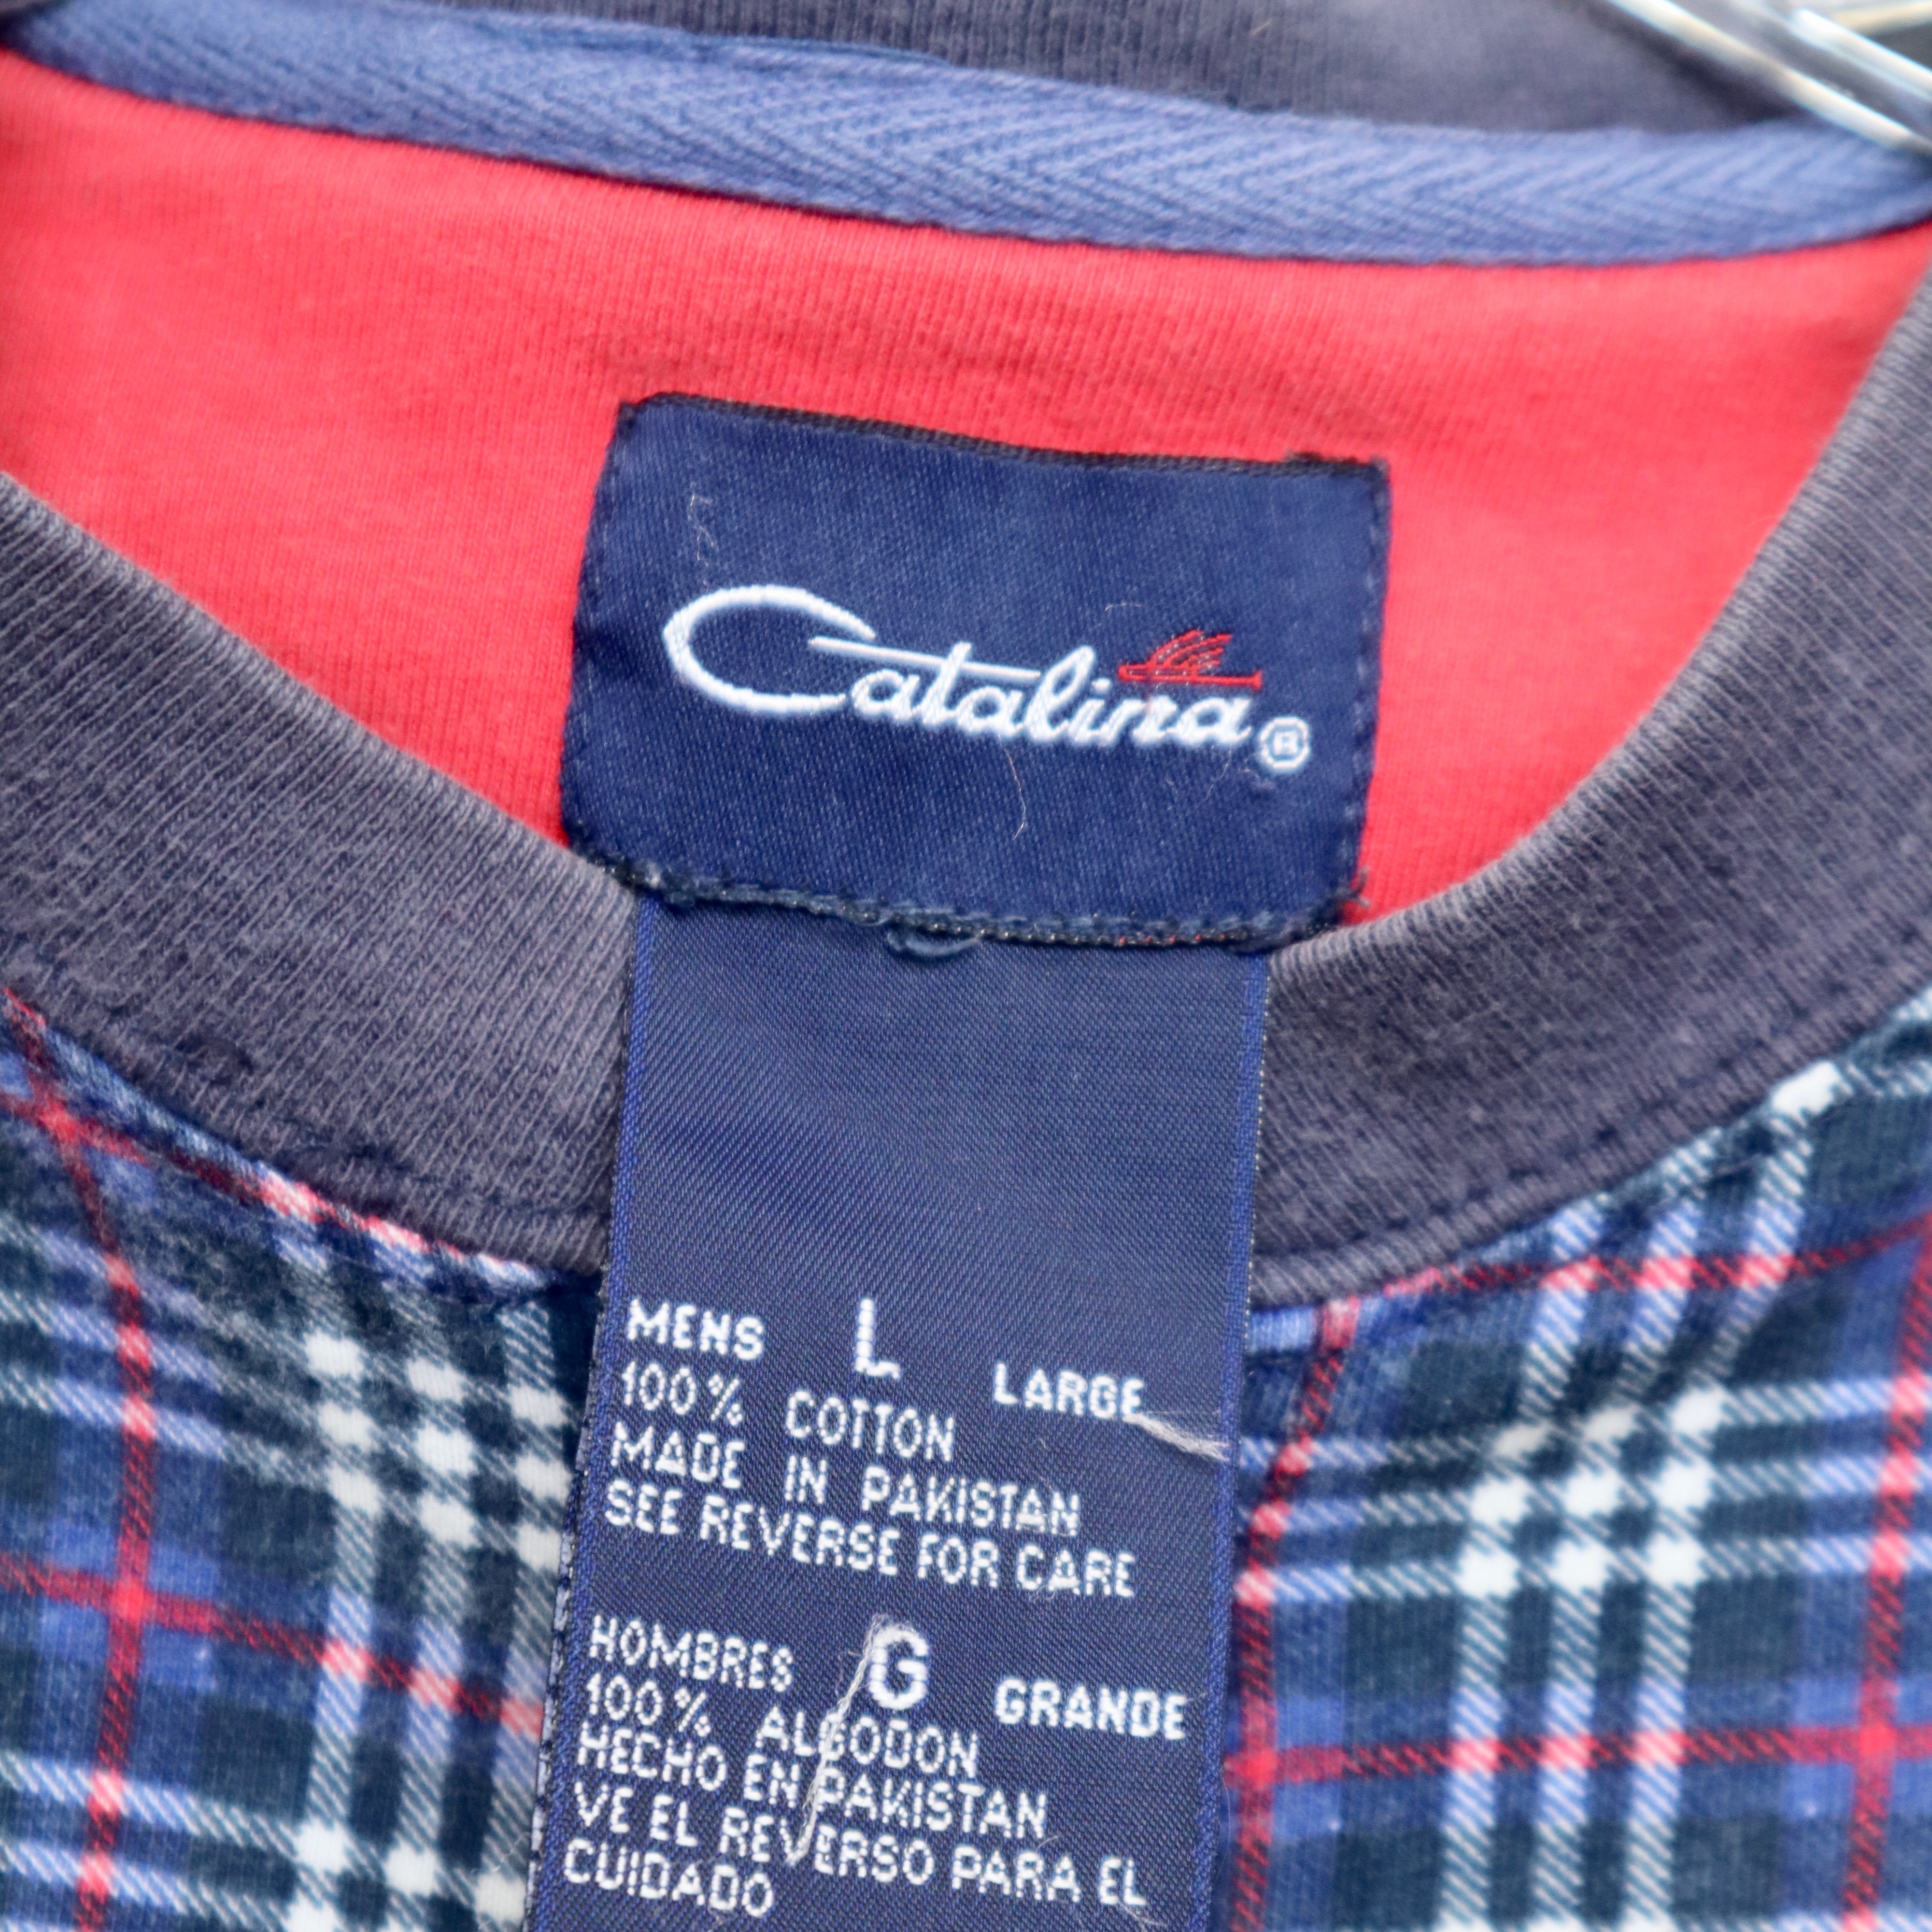 Catalina®
MENS L LARGE
100% COTTON
MADE IN PAKISTAN
SEE REVERSE FOR CARE
HOMBRES G GRANDE
100% ALGODON
HECHO EN PAKISTAN
VE EL REVERSO PARA EL
CUIDADO